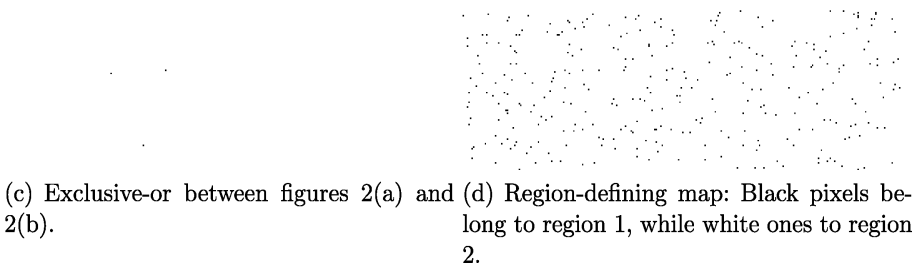 (c) Exclusive-or between figures 2(a) and
2(b).
(d) Region-defining map: Black pixels be-
long to region 1, while white ones to region
2.